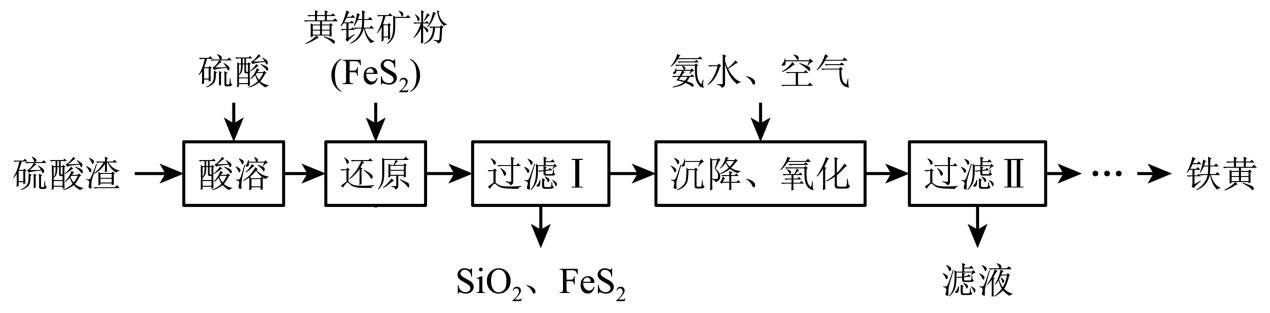 黄铁矿粉
硫酸 (FeS₂) 氨水、空气
硫酸渣 酸溶 还原 过滤Ⅰ 沉降、氧化 过滤Ⅱ ··· 铁黄
SiO₂、FeS₂ 滤液